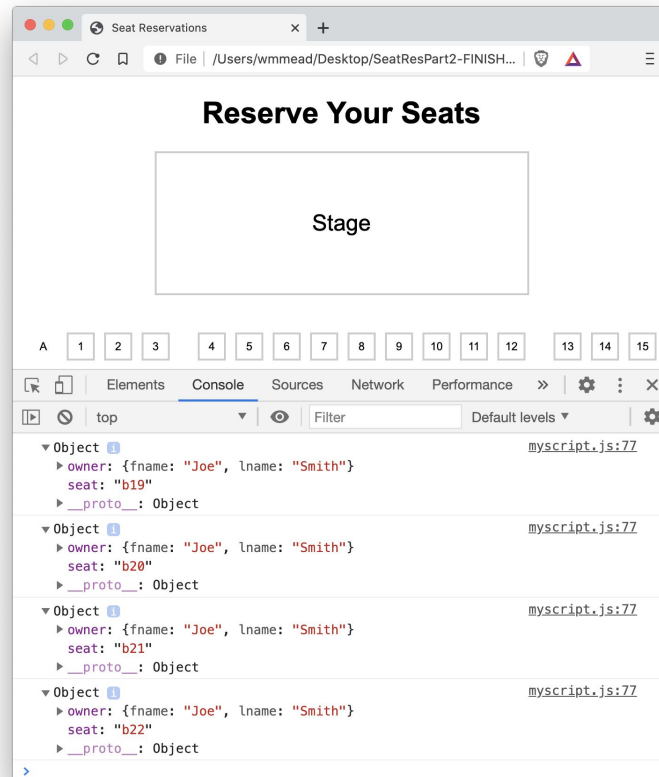 Seat Reservations
File | /Users/wmmead/Desktop/SeatResPart2-FINISH...
Reserve Your Seats
Stage
A 1 2 3 4 5 6 7 8 9 10 11 12 13 14 15
Elements Console Sources Network Performance
top Filter Default levels
Object myscript.js:77
owner: {fname: "Joe", lname: "Smith"}
seat: "b19"
__proto__: Object
Object myscript.js:77
owner: {fname: "Joe", lname: "Smith"}
seat: "b20"
__proto__: Object
Object myscript.js:77
owner: {fname: "Joe", lname: "Smith"}
seat: "b21"
__proto__: Object
Object myscript.js:77
owner: {fname: "Joe", lname: "Smith"}
seat: "b22"
__proto__: Object